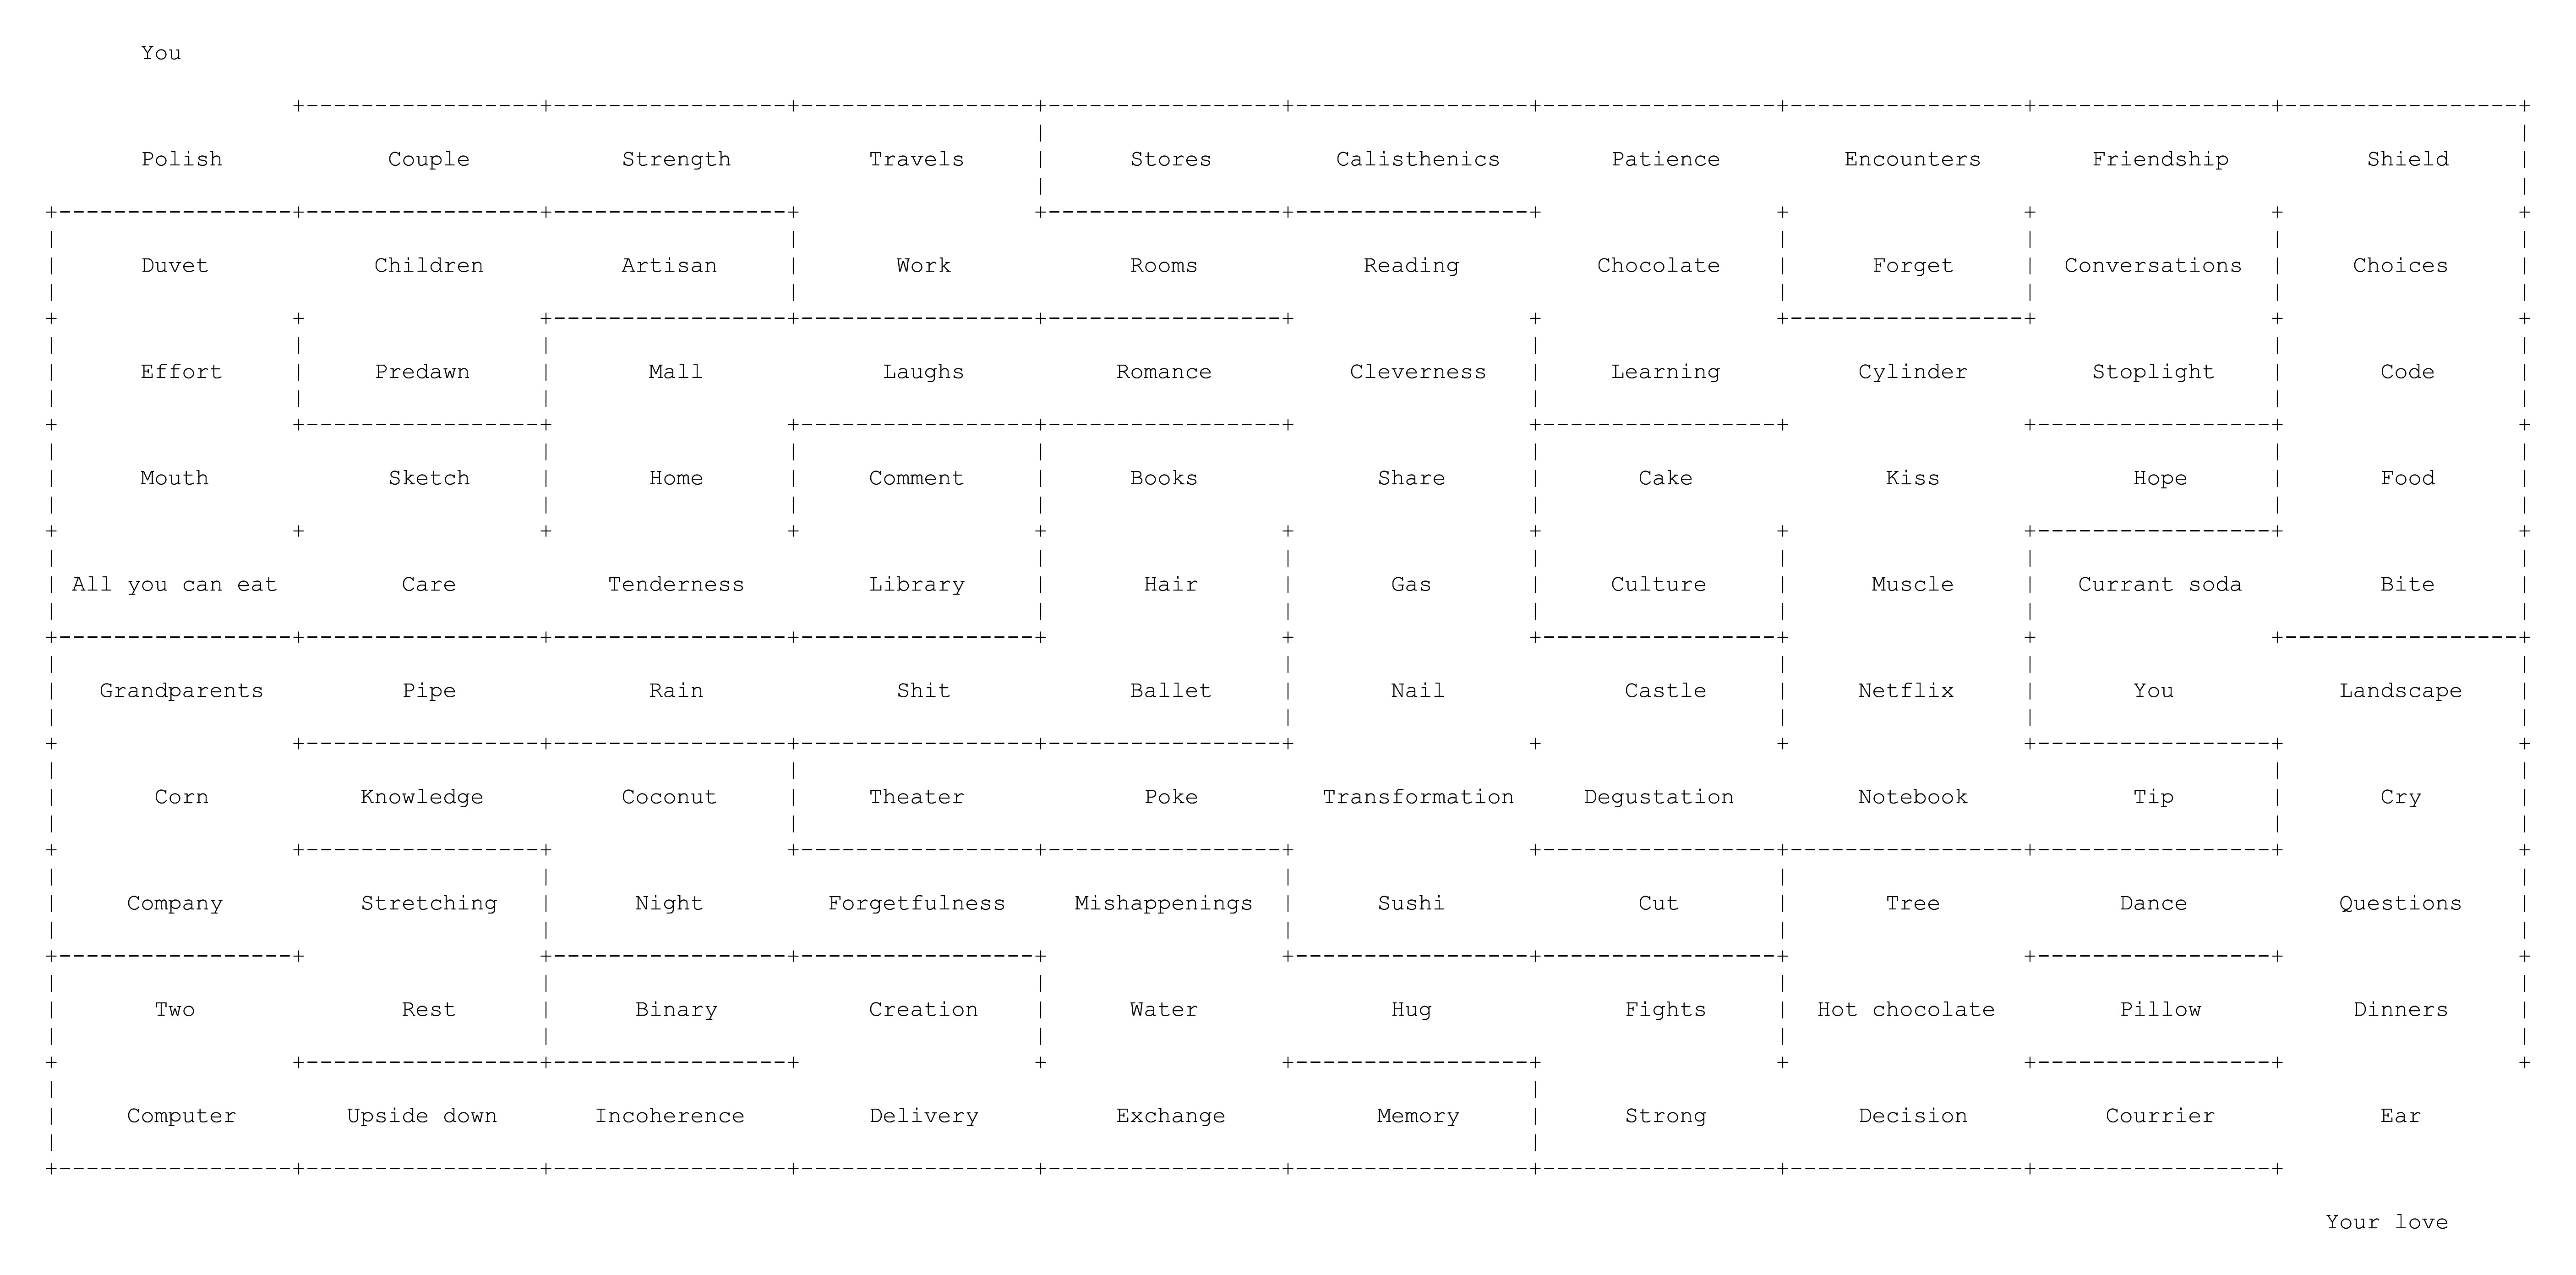 You
Polish Couple Strength Travels Stores Calisthenics Patience Encounters Friendship Shield
Duvet Children Artisan Work Rooms Reading Chocolate Forget Conversations Choices
Effort Predawn Mall Laughs Romance Cleverness Learning Cylinder Stoplight Code
Mouth Sketch Home Comment Books Share Cake Kiss Hope Food
All you can eat Care Tenderness Library Hair Gas Culture Muscle Currant soda Bite
Grandparents Pipe Rain Shit Ballet Nail Castle Netflix You Landscape
Corn Knowledge Coconut Theater Poke Transformation Degustation Notebook Tip Cry
Company Stretching Night Forgetfulness Mishappenings Sushi Cut Tree Dance Questions
Two Rest Binary Creation Water Hug Fights Hot chocolate Pillow Dinners
Computer Upside down Incoherence Delivery Exchange Memory Strong Decision Courrier Ear
Your love